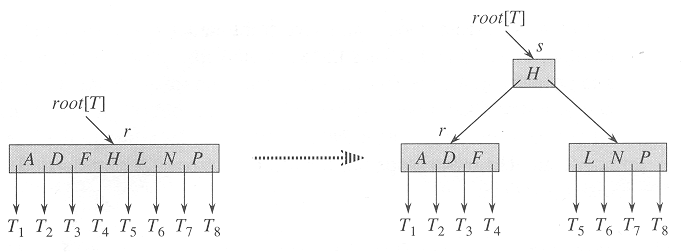 root[T]
s
H
root[T]
r
r
A D F H L N P
A D F
L N P
T1 T2 T3 T4 T5 T6 T7 T8
T1 T2 T3 T4
T5 T6 T7 T8